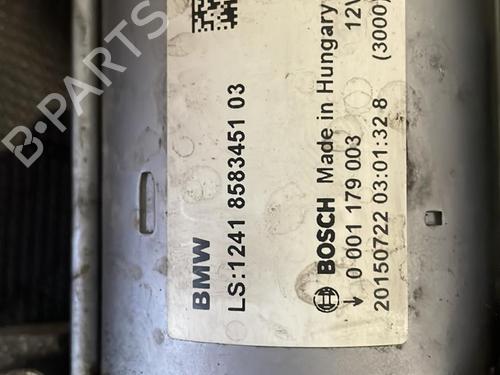 BMW
LS:1241 8583451 03
BOSCH Made in Hungary 12V
0 001 179 003 (3000)
20150722 03:01:32 8
B-PARTS